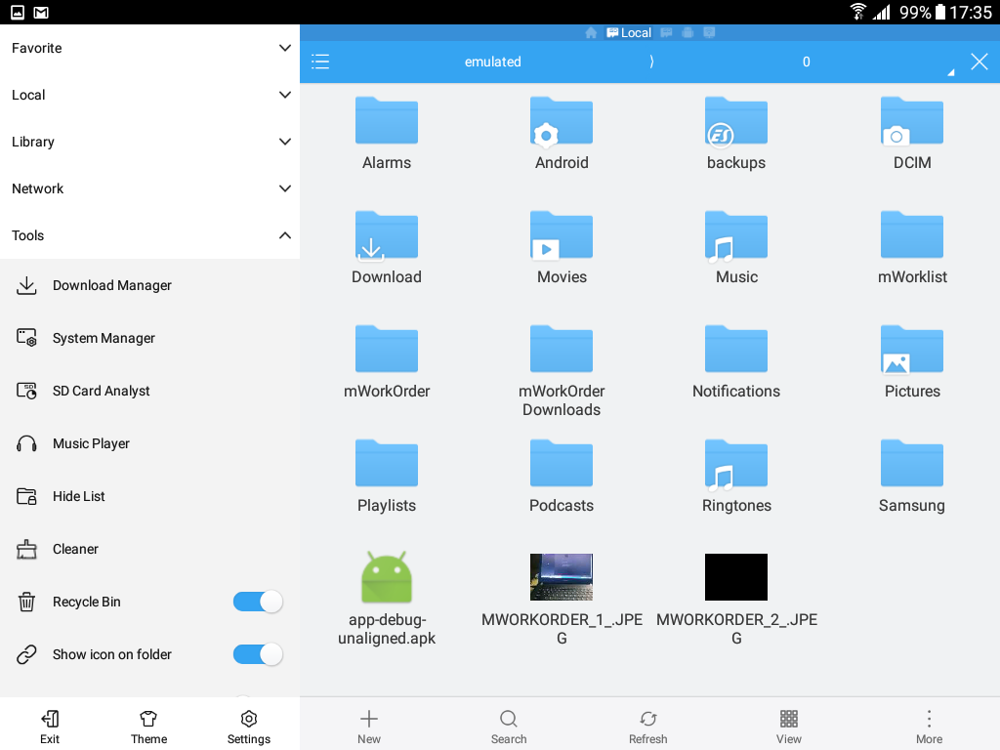 99% 17:35
Favorite
Local
Library
Network
Tools
Download Manager
System Manager
SD Card Analyst
Music Player
Hide List
Cleaner
Recycle Bin
Show icon on folder
Exit Theme Settings
Local
emulated 0
Alarms Android backups DCIM
Download Movies Music mWorklist
mWorkOrder mWorkOrder Notifications Pictures
Downloads
Playlists Podcasts Ringtones Samsung
app-debug- MWORKORDER_1_.JPE MWORKORDER_2_.JPE
unaligned.apk G G
New Search Refresh View More